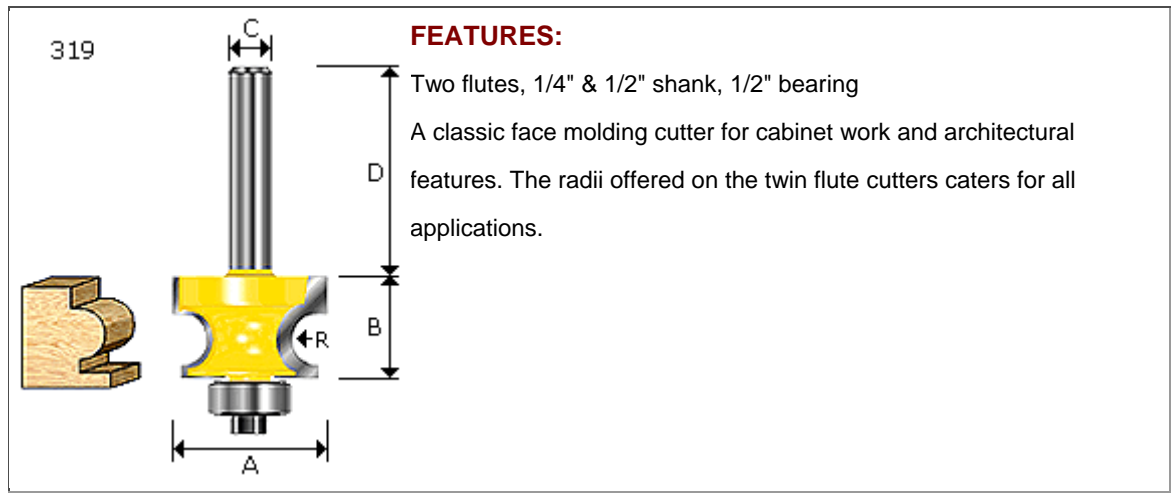 319
C
D
B
R
A
FEATURES:
Two flutes, 1/4" & 1/2" shank, 1/2" bearing
A classic face molding cutter for cabinet work and architectural
features. The radii offered on the twin flute cutters caters for all
applications.